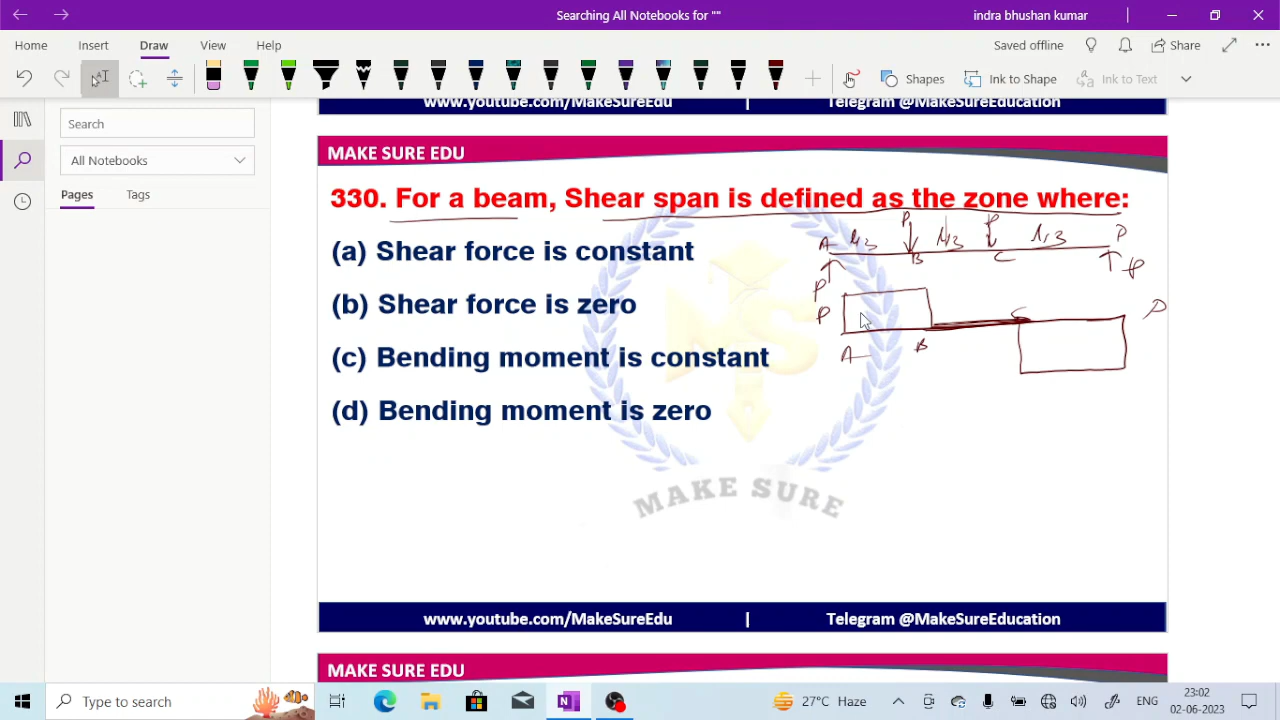 Searching All Notebooks for ""
indra bhushan kumar
Home Insert Draw View Help
Saved offline
Share
Shapes
Ink to Shape
Ink to Text
Search
All Notebooks
Pages Tags
www.youtube.com/MakeSureEdu | Telegram @MakeSureEducation
MAKE SURE EDU
330. For a beam, Shear span is defined as the zone where:
(a) Shear force is constant
(b) Shear force is zero
(c) Bending moment is constant
(d) Bending moment is zero
A P P D
B C
P P
P C D
A B
MAKE SURE
www.youtube.com/MakeSureEdu | Telegram @MakeSureEducation
MAKE SURE EDU
Type to search
27°C Haze
ENG
23:02
02-06-2023